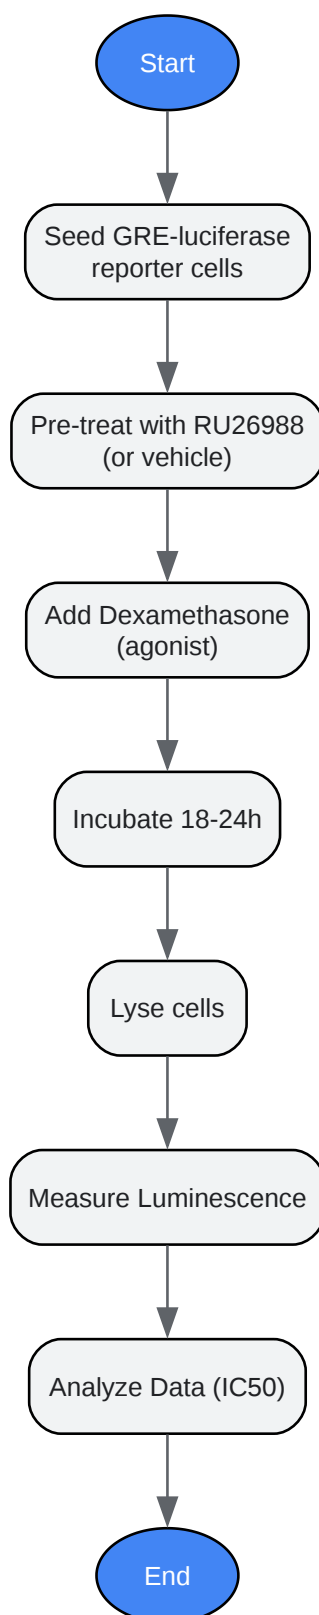 Start
Seed GRE-luciferase
reporter cells
Pre-treat with RU26988
(or vehicle)
Add Dexamethasone
(agonist)
Incubate 18-24h
Lyse cells
Measure Luminescence
Analyze Data (IC50)
End